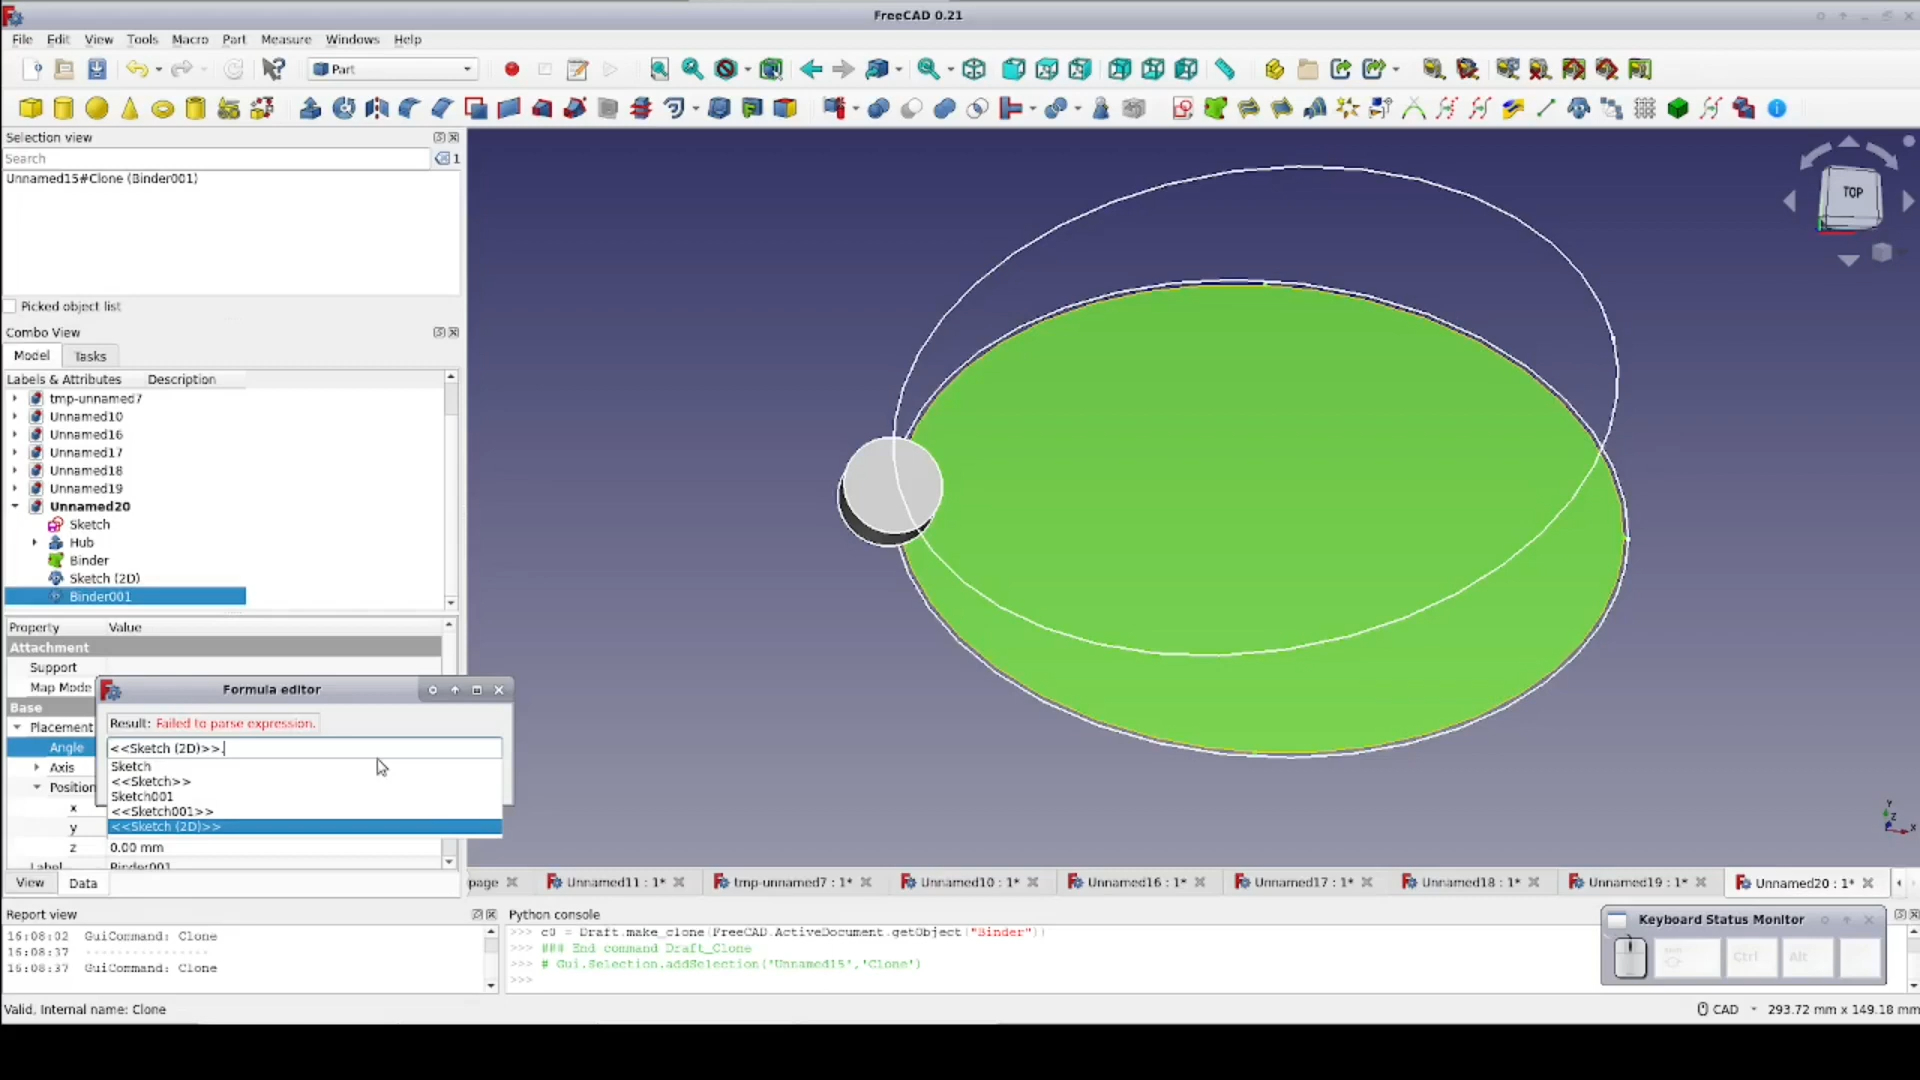 FreeCAD 0.21
File Edit View Tools Macro Part Measure Windows Help
Part
Selection view
Search
1
Unnamed15#Clone (Binder001)
Picked object list
Combo View
Model Tasks
Labels & Attributes Description
tmp-unnamed7
Unnamed10
Unnamed16
Unnamed17
Unnamed18
Unnamed19
Unnamed20
Sketch
Hub
Binder
Sketch (2D)
Binder001
Property Value
Attachment
Support
Map Mode
Base
Placement
Angle
Axis
Position
x
y
z 0.00 mm
Label Binder001
View Data
Formula editor
Result: Failed to parse expression.
<<Sketch (2D)>>.
Sketch
<<Sketch>>
Sketch001
<<Sketch001>>
<<Sketch (2D)>>
TOP
Y
Z
X
page Unnamed11 : 1* tmp-unnamed7 : 1* Unnamed10 : 1* Unnamed16 : 1* Unnamed17 : 1* Unnamed18 : 1* Unnamed19 : 1* Unnamed20 : 1*
Report view
16:08:02 GuiCommand: Clone
16:08:37 ----------------
16:08:37 GuiCommand: Clone
Python console
>>> c0 = Draft.make_clone(FreeCAD.ActiveDocument.getObject("Binder"))
>>> ### End command Draft_Clone
>>> # Gui.Selection.addSelection('Unnamed15','Clone')
>>>
Keyboard Status Monitor
Ctrl Alt
Valid, Internal name: Clone
CAD 293.72 mm x 149.18 mm